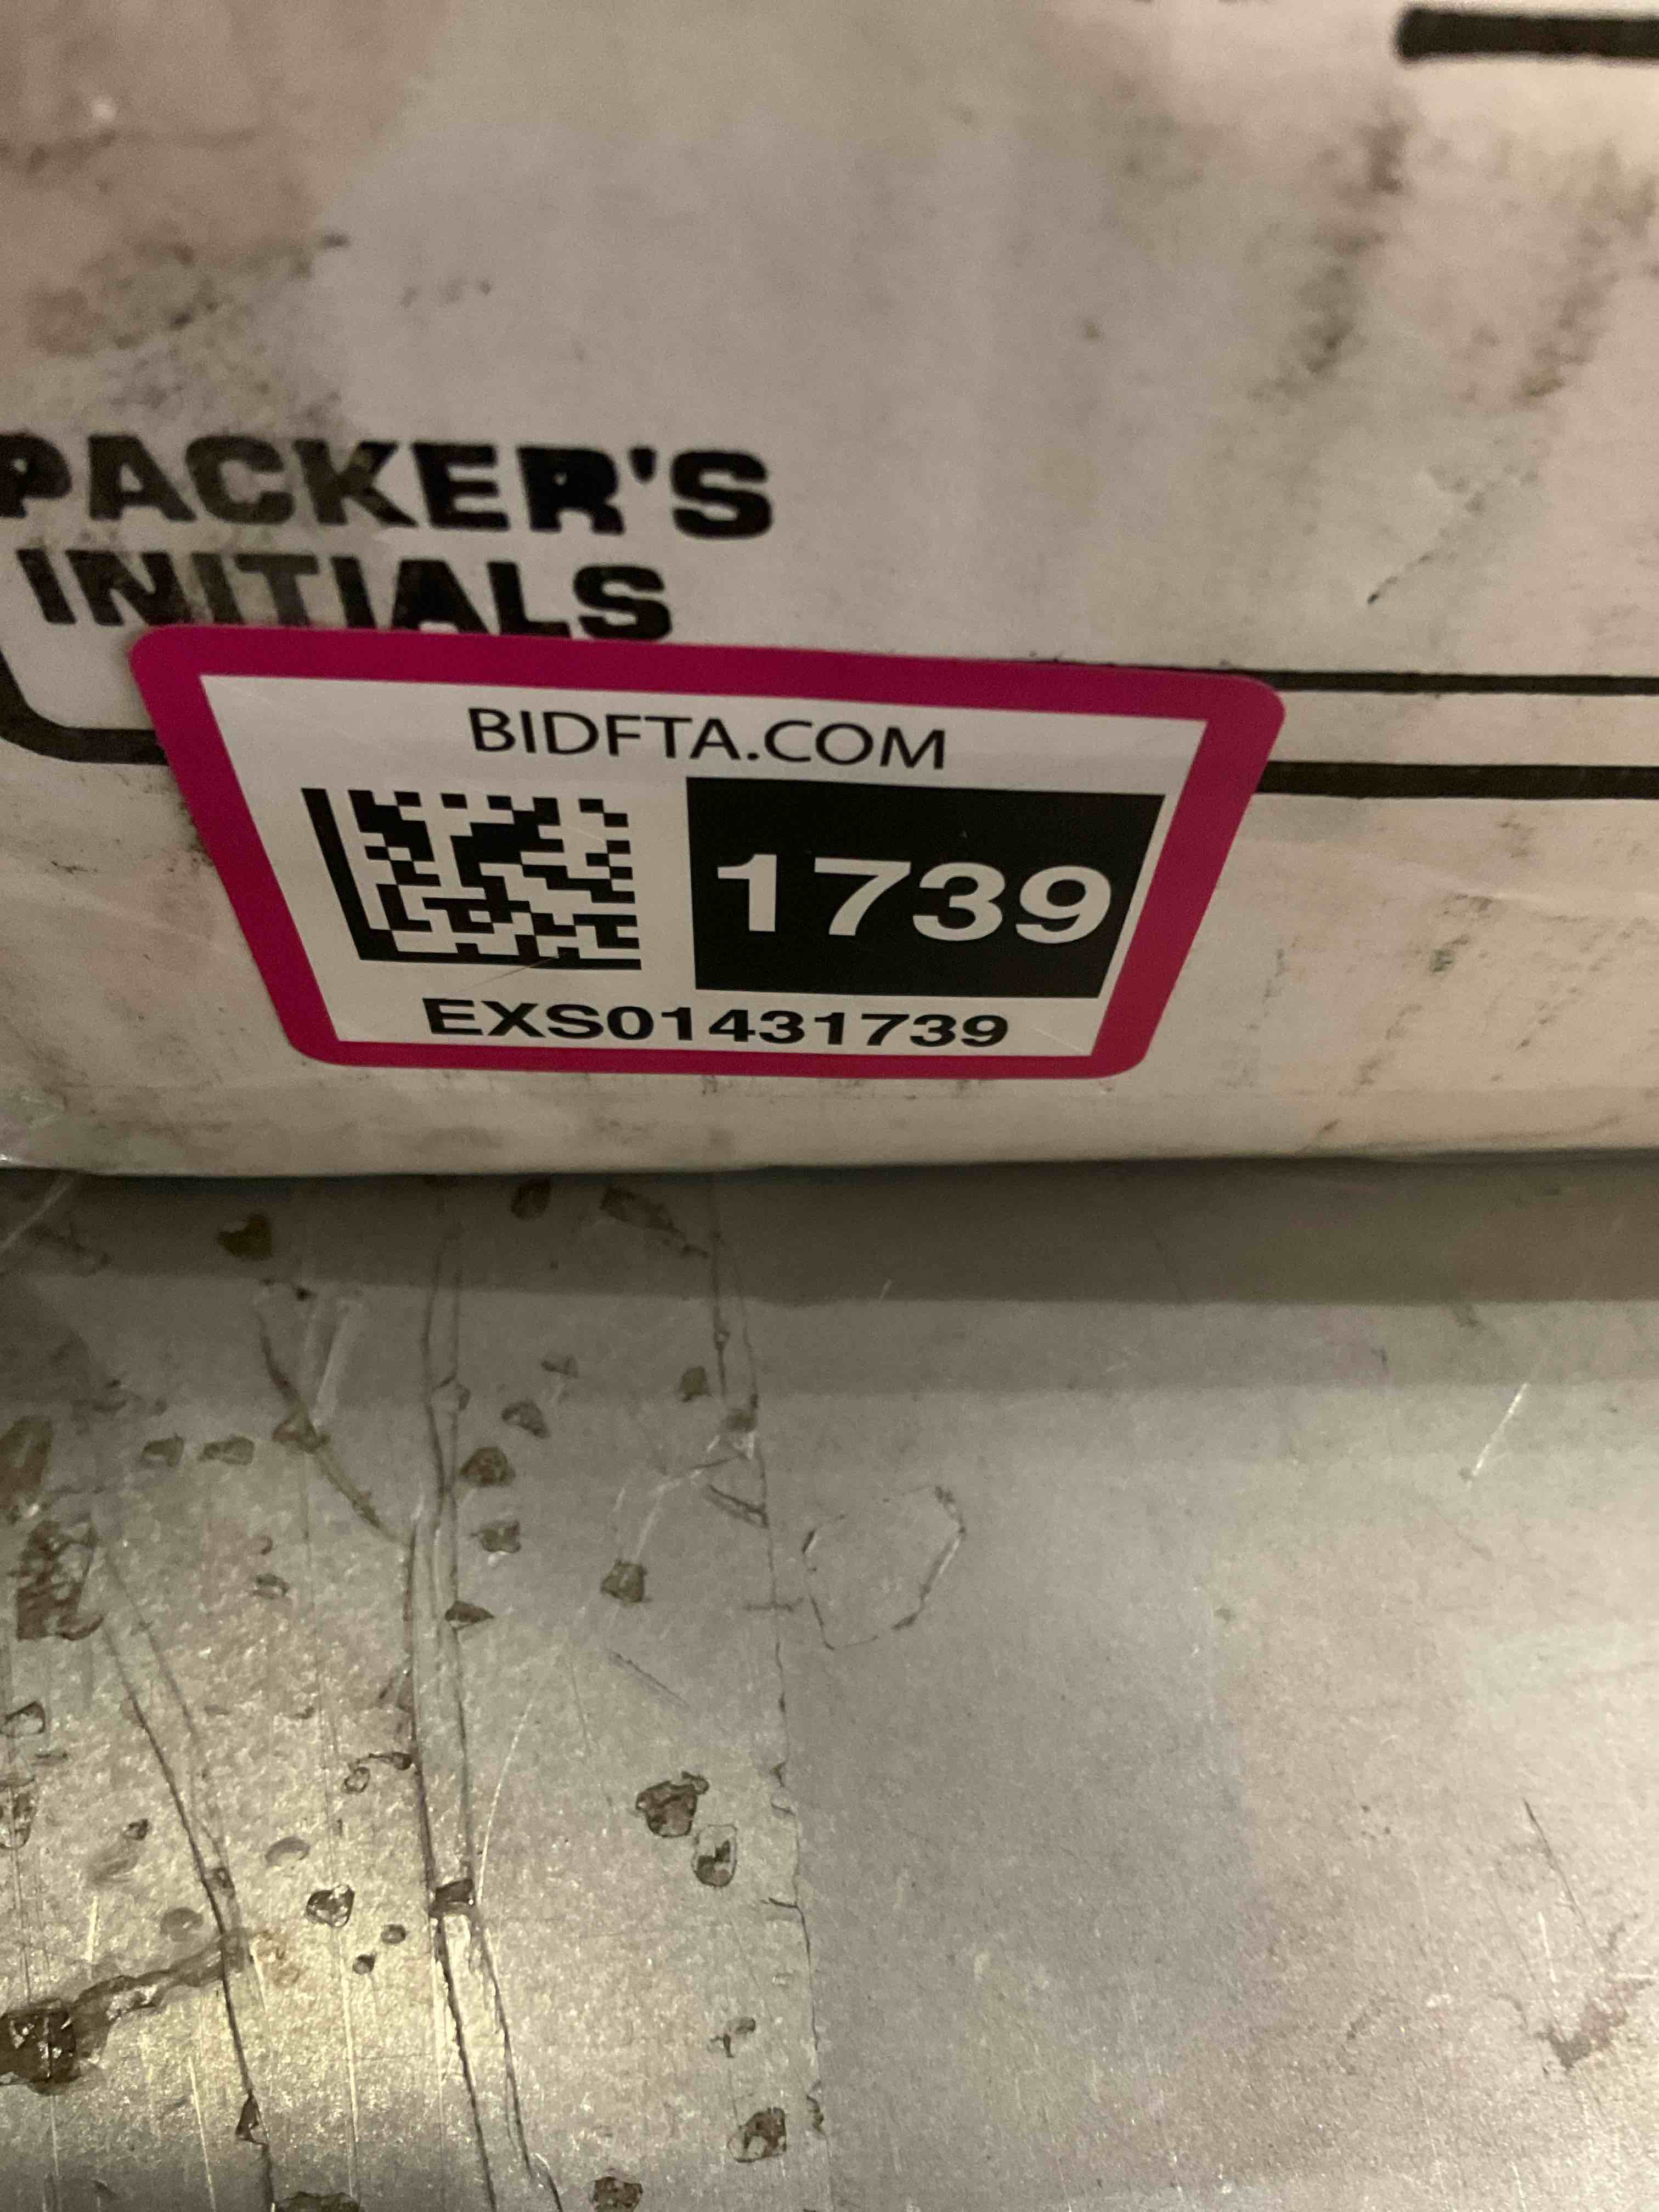 PACKER'S
INITIALS
BIDFTA.COM
1739
EXS01431739